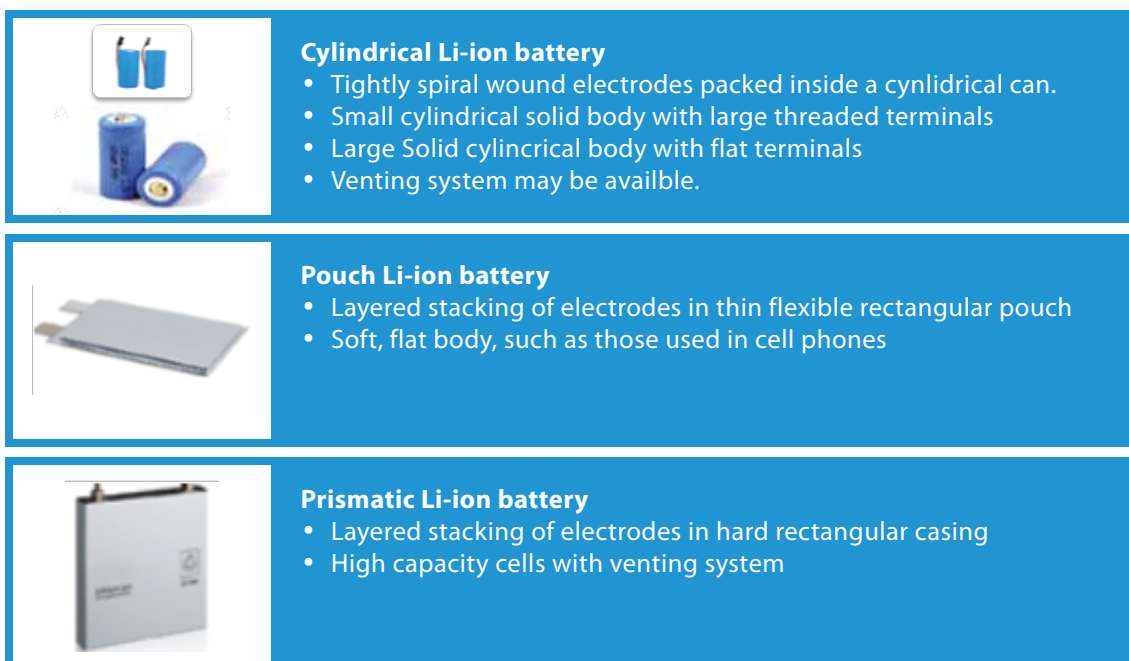 Cylindrical Li-ion battery
• Tightly spiral wound electrodes packed inside a cynlidrical can.
• Small cylindrical solid body with large threaded terminals
• Large Solid cylincrical body with flat terminals
• Venting system may be availble.
Pouch Li-ion battery
• Layered stacking of electrodes in thin flexible rectangular pouch
• Soft, flat body, such as those used in cell phones
Prismatic Li-ion battery
• Layered stacking of electrodes in hard rectangular casing
• High capacity cells with venting system